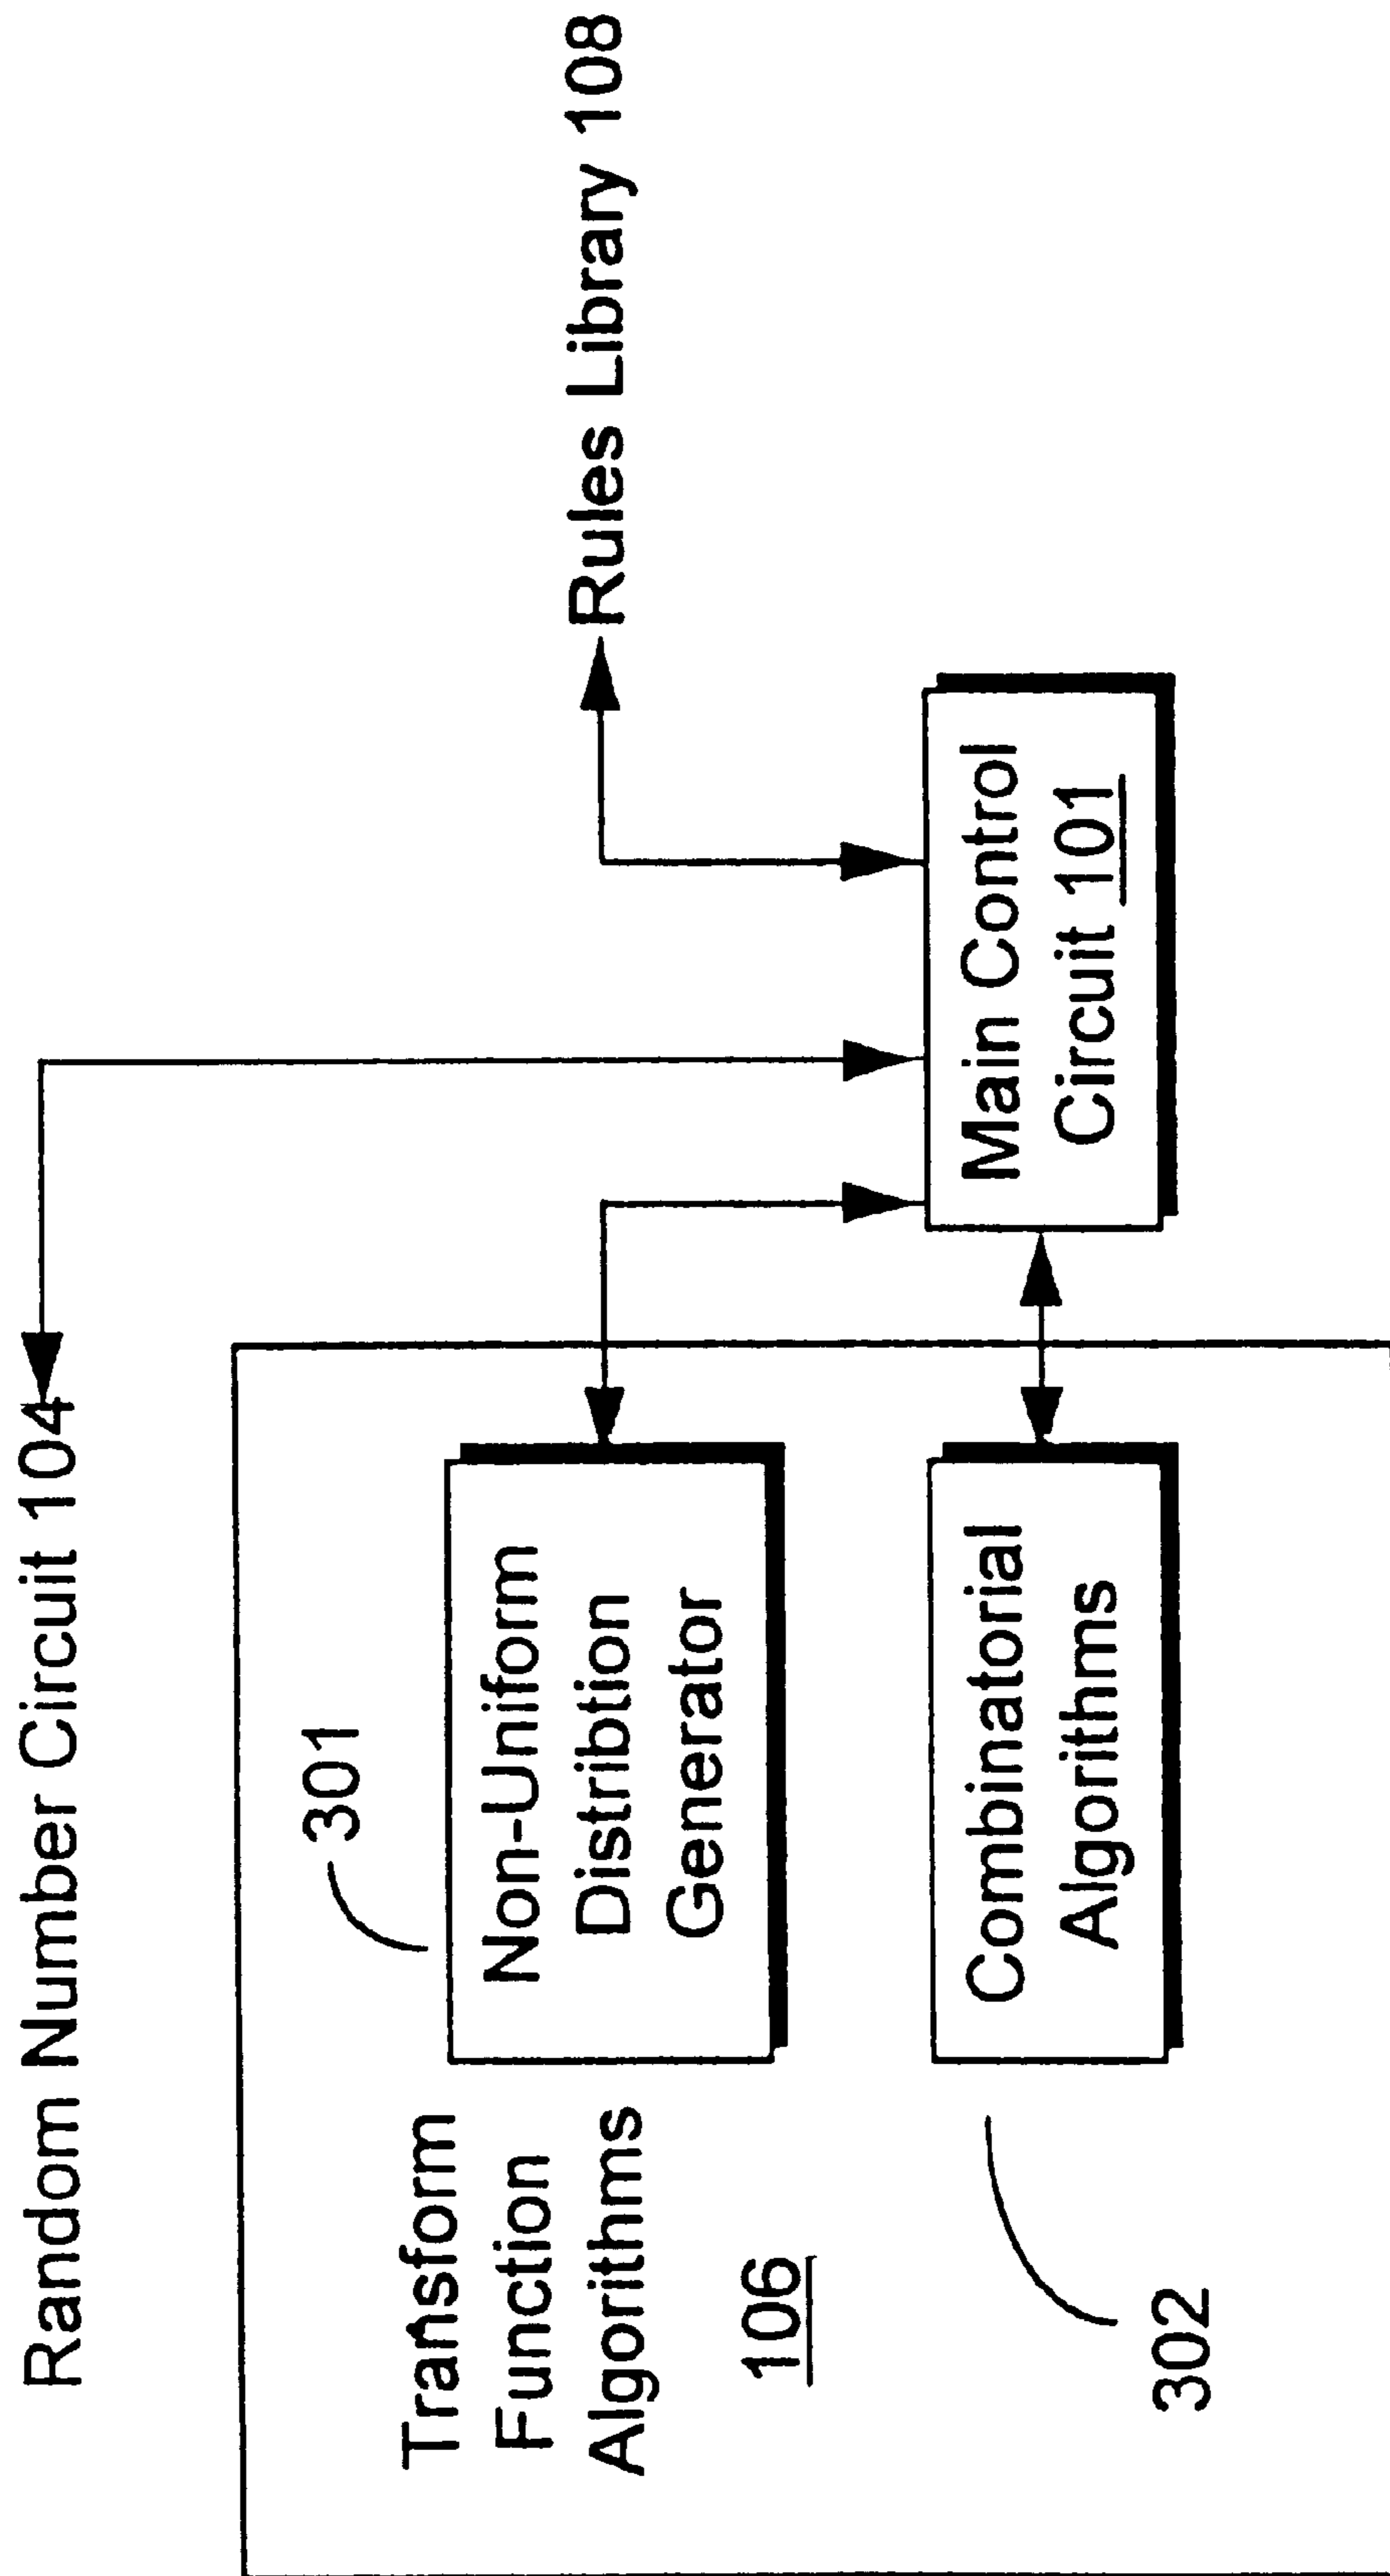 Random Number Circuit 104
Rules Library 108
Transform
Function
Algorithms
106
301
Non-Uniform
Distribtion
Generator
Combinatorial
Algorithms
302
Main Control
Circuit 101